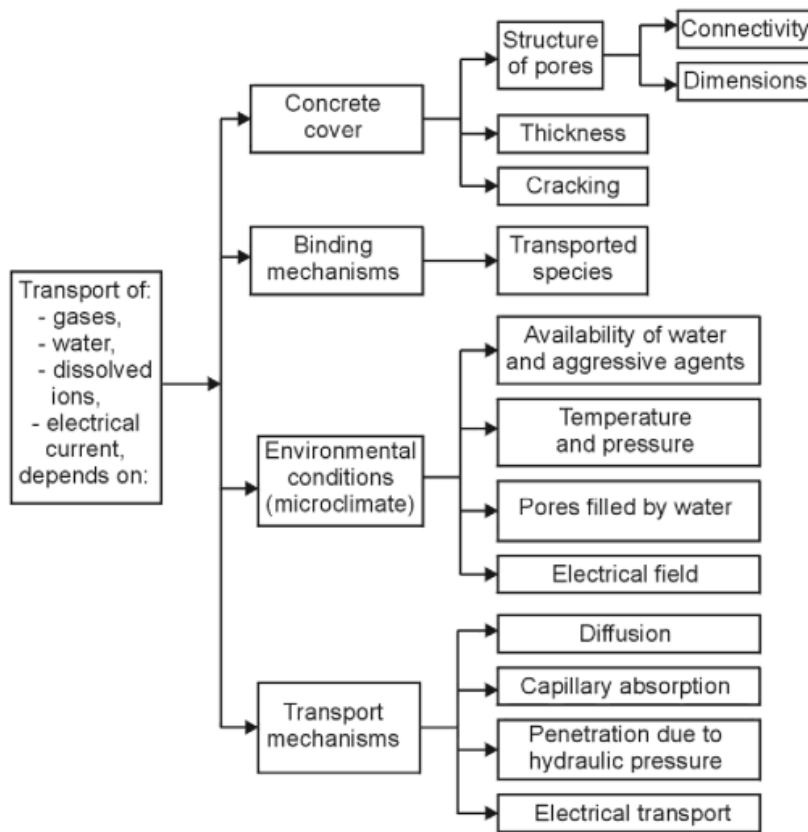 Transport of:
- gases,
- water,
- dissolved
ions,
- electrical
current,
depends on:
Concrete
cover
Structure
of pores
Connectivity
Dimensions
Thickness
Cracking
Binding
mechanisms
Transported
species
Environmental
conditions
(microclimate)
Availability of water
and aggressive agents
Temperature
and pressure
Pores filled by water
Electrical field
Transport
mechanisms
Diffusion
Capillary absorption
Penetration due to
hydraulic pressure
Electrical transport